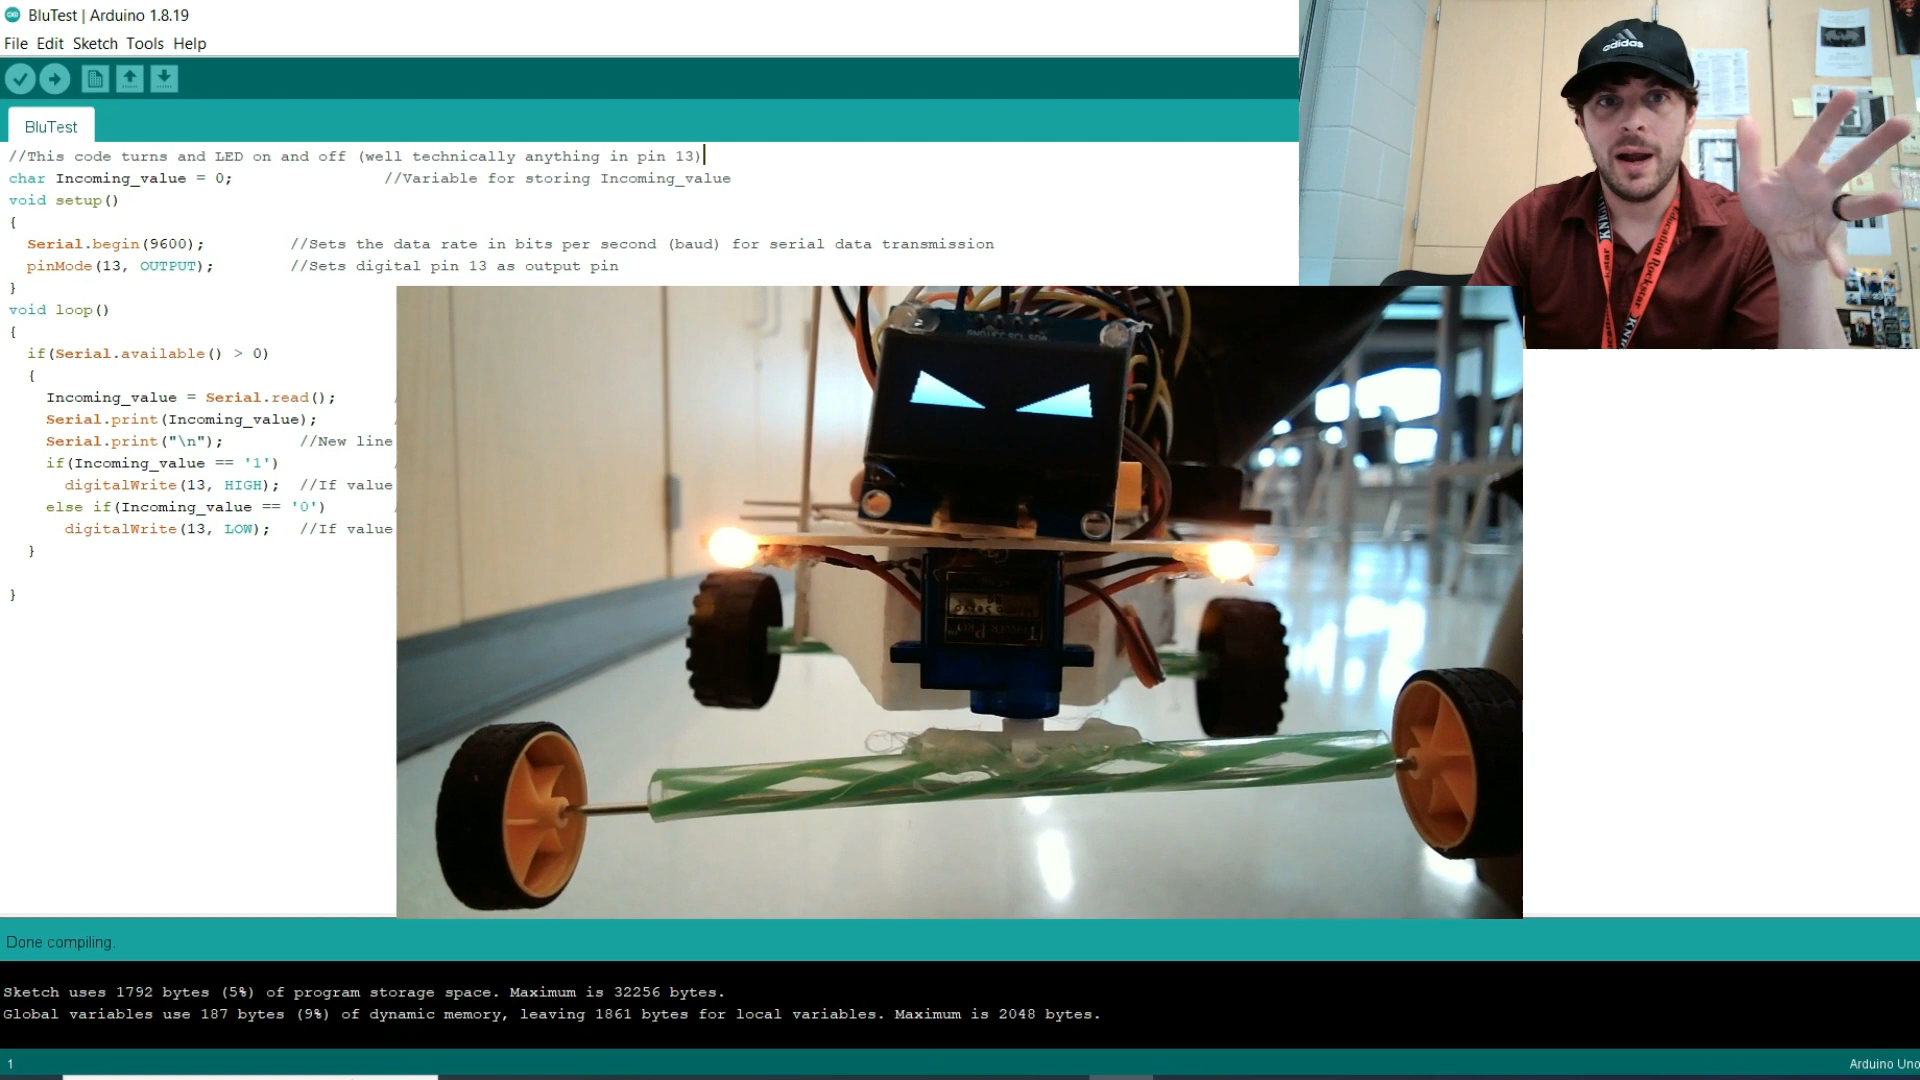 BluTest | Arduino 1.8.19
File Edit Sketch Tools Help
BluTest
//This code turns and LED on and off (well technically anything in pin 13)
char Incoming_value = 0; //Variable for storing Incoming_value
void setup()
{
Serial.begin(9600); //Sets the data rate in bits per second (baud) for serial data transmission
pinMode(13, OUTPUT); //Sets digital pin 13 as output pin
}
void loop()
{
if(Serial.available() > 0)
{
Incoming_value = Serial.read();
Serial.print(Incoming_value);
Serial.print("\n"); //New line
if(Incoming_value == '1')
digitalWrite(13, HIGH); //If value
else if(Incoming_value == '0')
digitalWrite(13, LOW); //If value
}
}
adidas
Education Rockstar
Done compiling.
Sketch uses 1792 bytes (5%) of program storage space. Maximum is 32256 bytes.
Global variables use 187 bytes (9%) of dynamic memory, leaving 1861 bytes for local variables. Maximum is 2048 bytes.
1
Arduino Uno